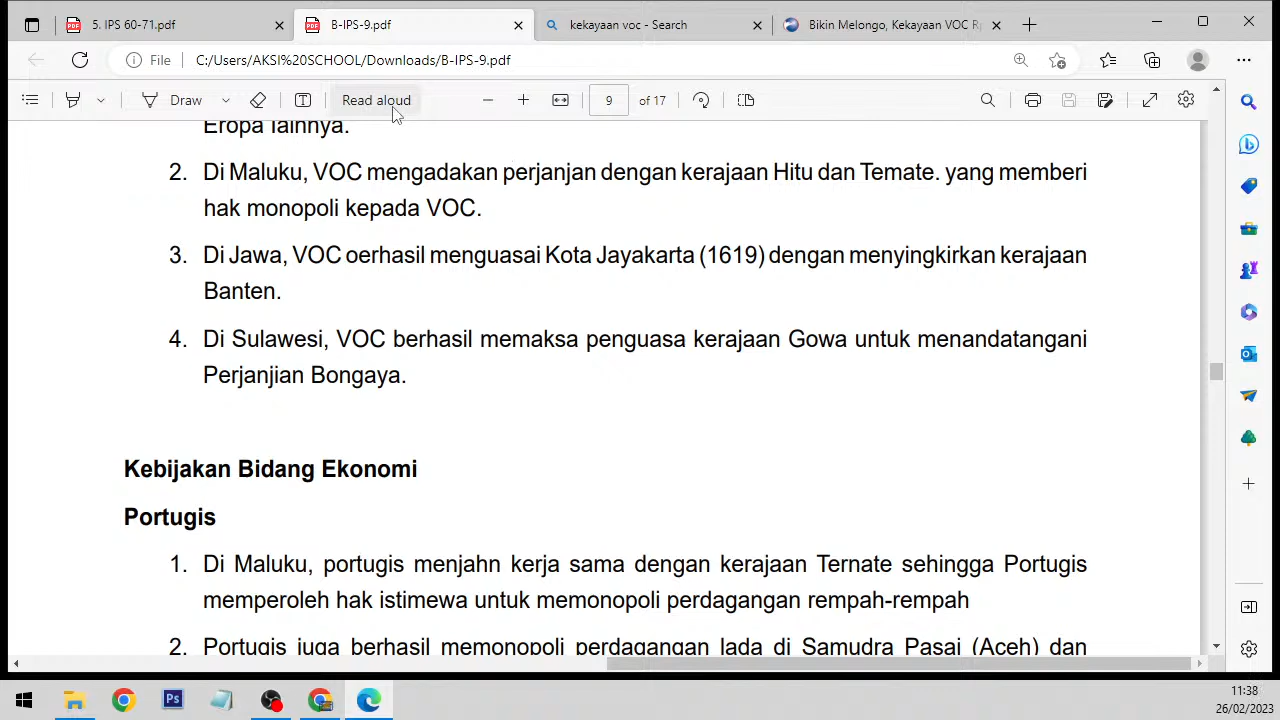 5. IPS 60-71.pdf
B-IPS-9.pdf
kekayaan voc - Search
Bikin Melongo, Kekayaan VOC Rp
File
C:/Users/AKSI%20SCHOOL/Downloads/B-IPS-9.pdf
Draw
Read aloud
9 of 17
Eropa lainnya.
2. Di Maluku, VOC mengadakan perjanjan dengan kerajaan Hitu dan Temate. yang memberi
hak monopoli kepada VOC.
3. Di Jawa, VOC oerhasil menguasai Kota Jayakarta (1619) dengan menyingkirkan kerajaan
Banten.
4. Di Sulawesi, VOC berhasil memaksa penguasa kerajaan Gowa untuk menandatangani
Perjanjian Bongaya.
Kebijakan Bidang Ekonomi
Portugis
1. Di Maluku, portugis menjahn kerja sama dengan kerajaan Ternate sehingga Portugis
memperoleh hak istimewa untuk memonopoli perdagangan rempah-rempah
2. Portugis juga berhasil memonopoli perdagangan lada di Samudra Pasai (Aceh) dan
Ps
11:38
26/02/2023